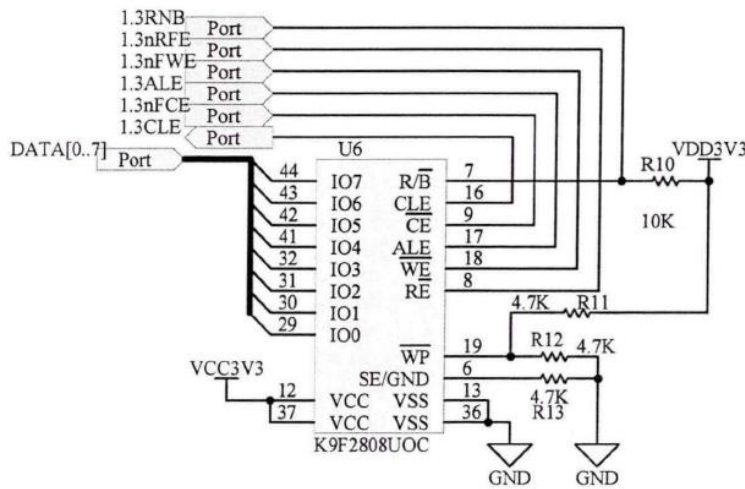 1.3RNB
Port
1.3nRFE
Port
1.3nFWE
Port
1.3ALE
Port
1.3nFCE
Port
1.3CLE
Port
DATA[0..7]
Port
U6
VDD3V3
R10
10K
44 IO7 R/B 7
43 IO6 CLE 16
42 IO5 CE 9
41 IO4 ALE 17
32 IO3 WE 18
31 IO2 RE 8
30 IO1
29 IO0
4.7K R11
WP 19
R12
4.7K
SE/GND 6
4.7K
R13
VCC3V3
12 VCC VSS 13
37 VCC VSS 36
K9F2808UOC
GND
GND